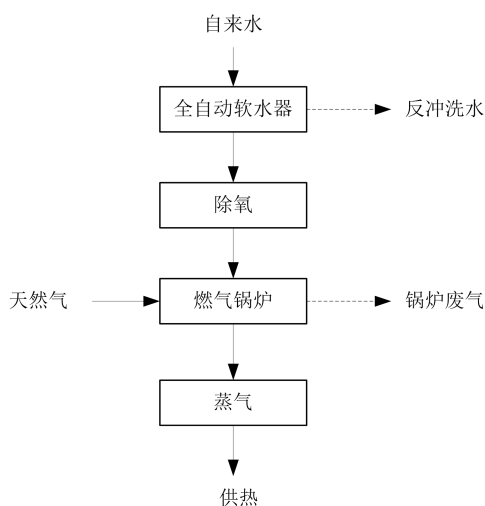 自来水
全自动软水器
反冲洗水
除氧
天然气
燃气锅炉
锅炉废气
蒸气
供热